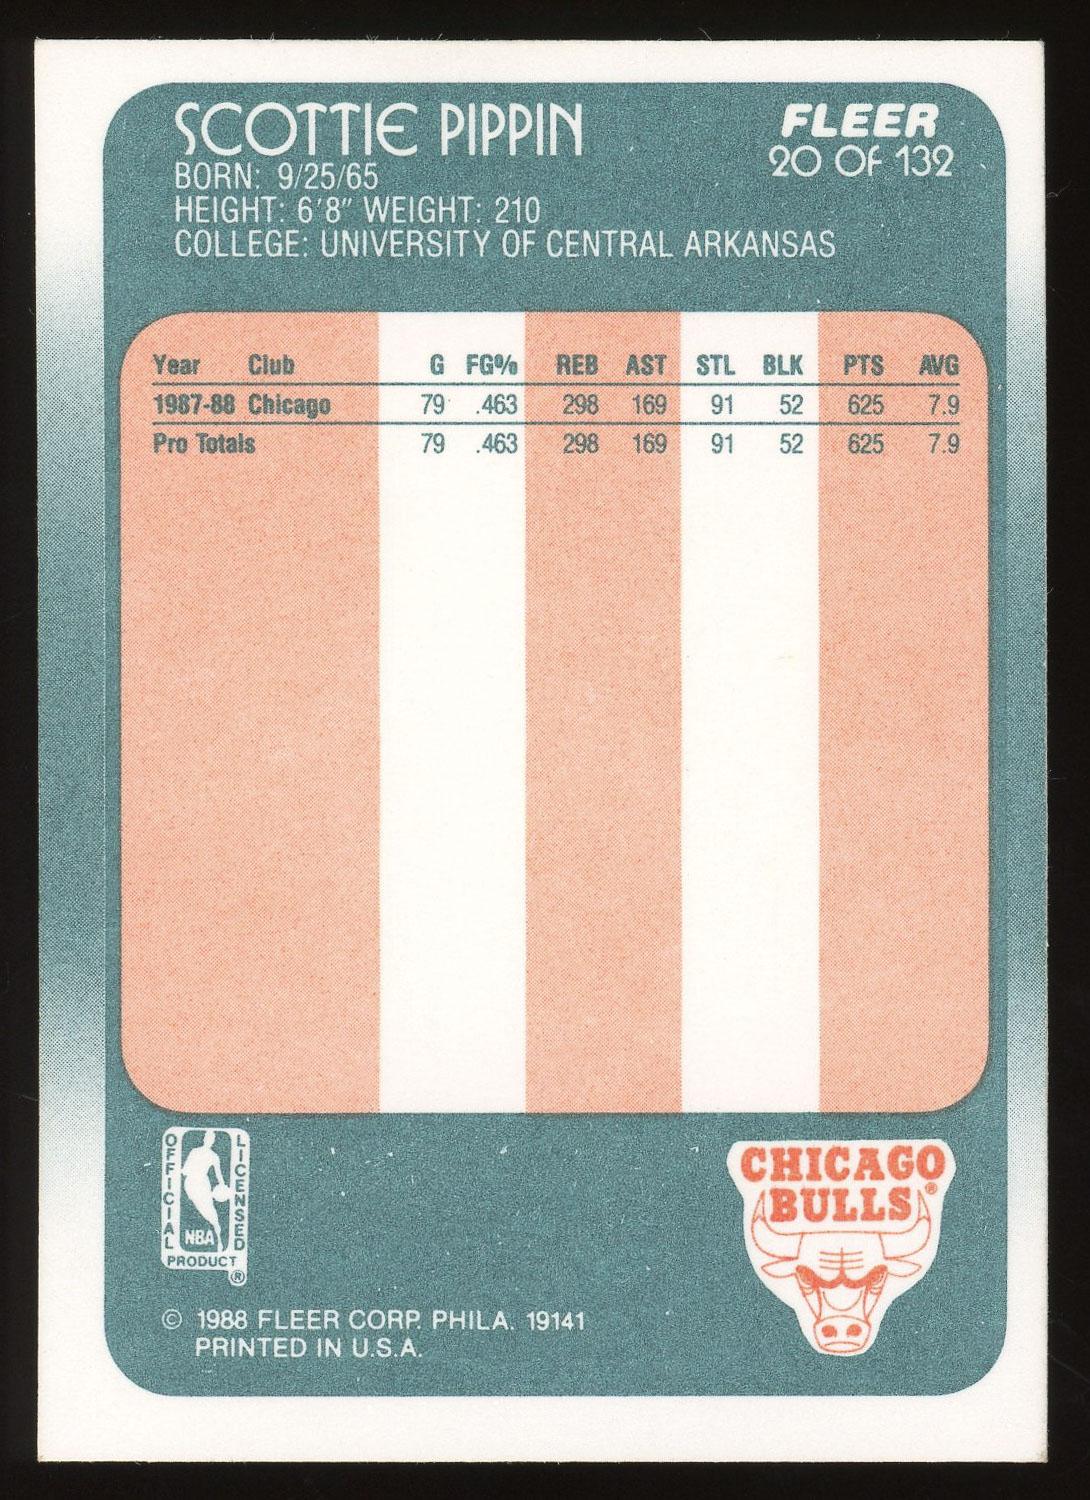 SCOTTIE PIPPIN
BORN: 9/25/65
HEIGHT: 6'8" WEIGHT: 210
COLLEGE: UNIVERSITY OF CENTRAL ARKANSAS
FLEER
20 OF 132
Year Club G FG% REB AST STL BLK PTS AVG
1987-88 Chicago 79 .463 298 169 91 52 625 7.9
Pro Totals 79 .463 298 169 91 52 625 7.9
OFFICIAL
LICENSED
NBA
PRODUCT
®
CHICAGO
BULLS®
© 1988 FLEER CORP. PHILA. 19141
PRINTED IN U.S.A.